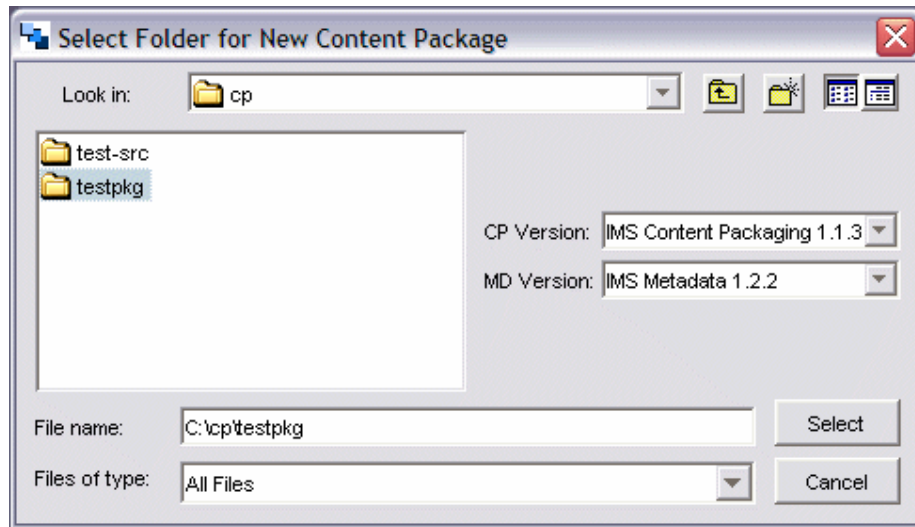 Select Folder for New Content Package
Look in: cp
test-src
testpkg
CP Version: IMS Content Packaging 1.1.3
MD Version: IMS Metadata 1.2.2
File name: C:\cp\testpkg Select
Files of type: All Files Cancel